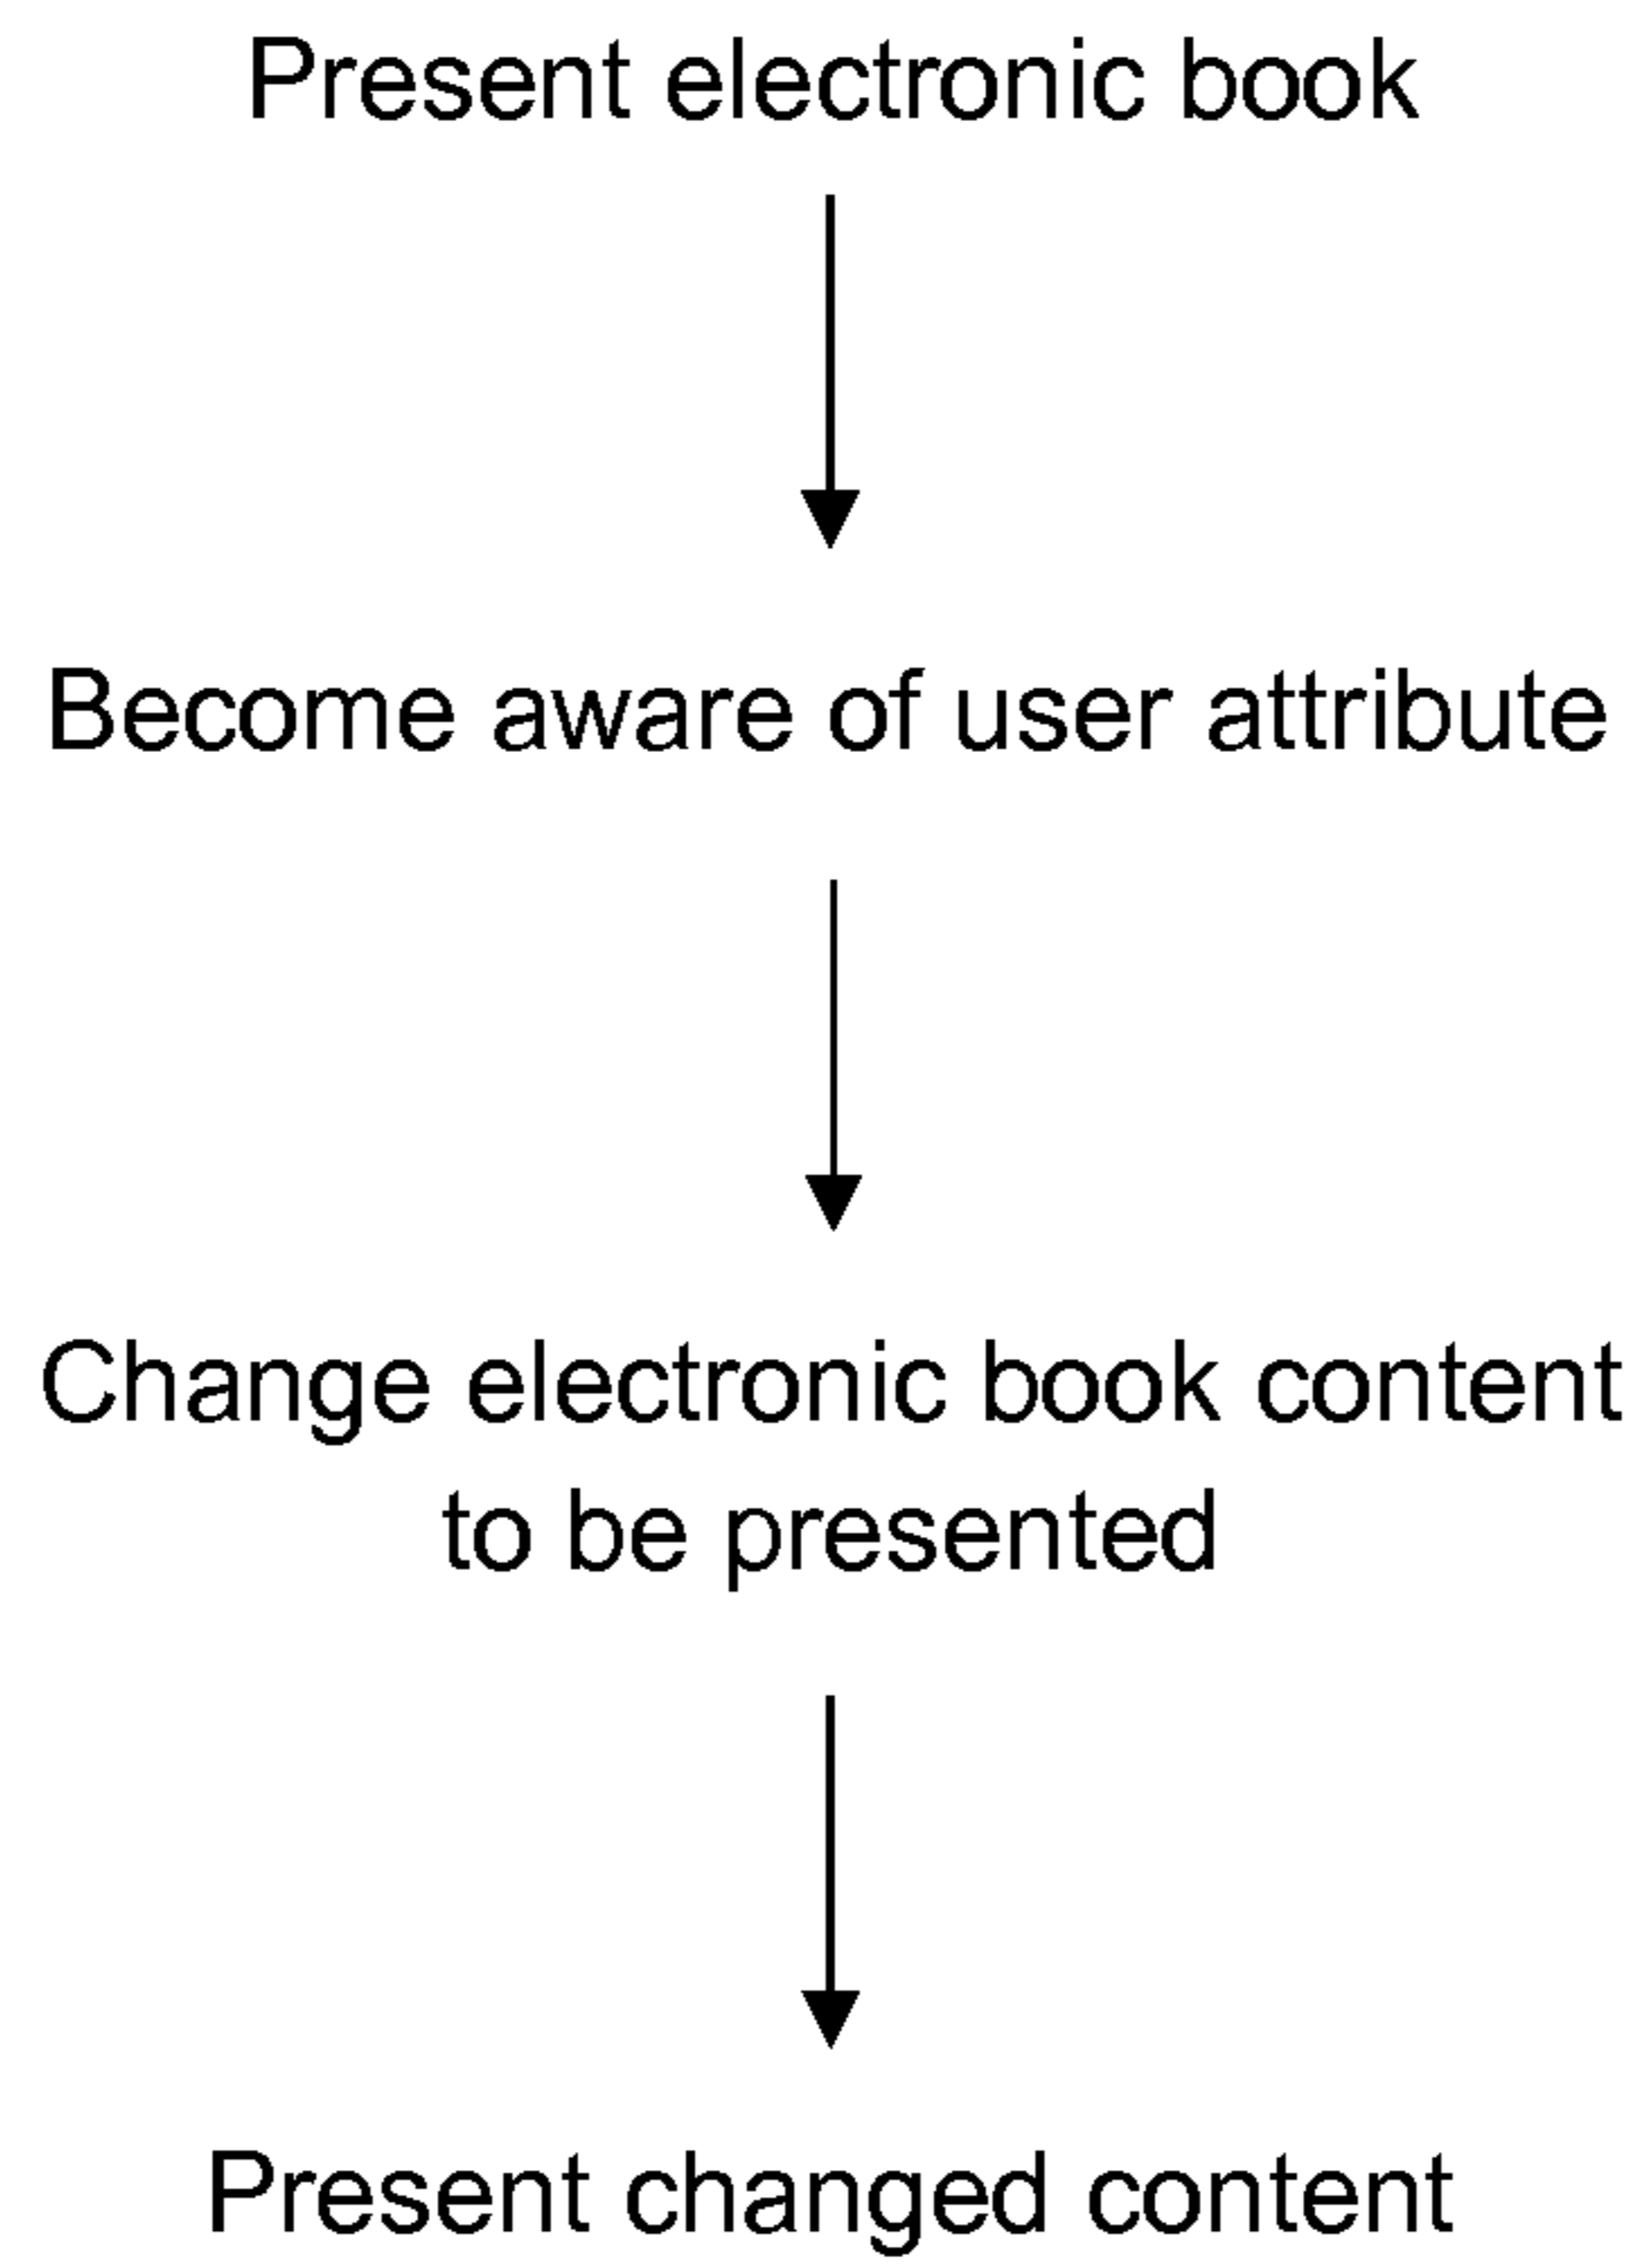 Present electronic book
Become aware of user attribute
Change electronic book content
to be presented
Present changed content